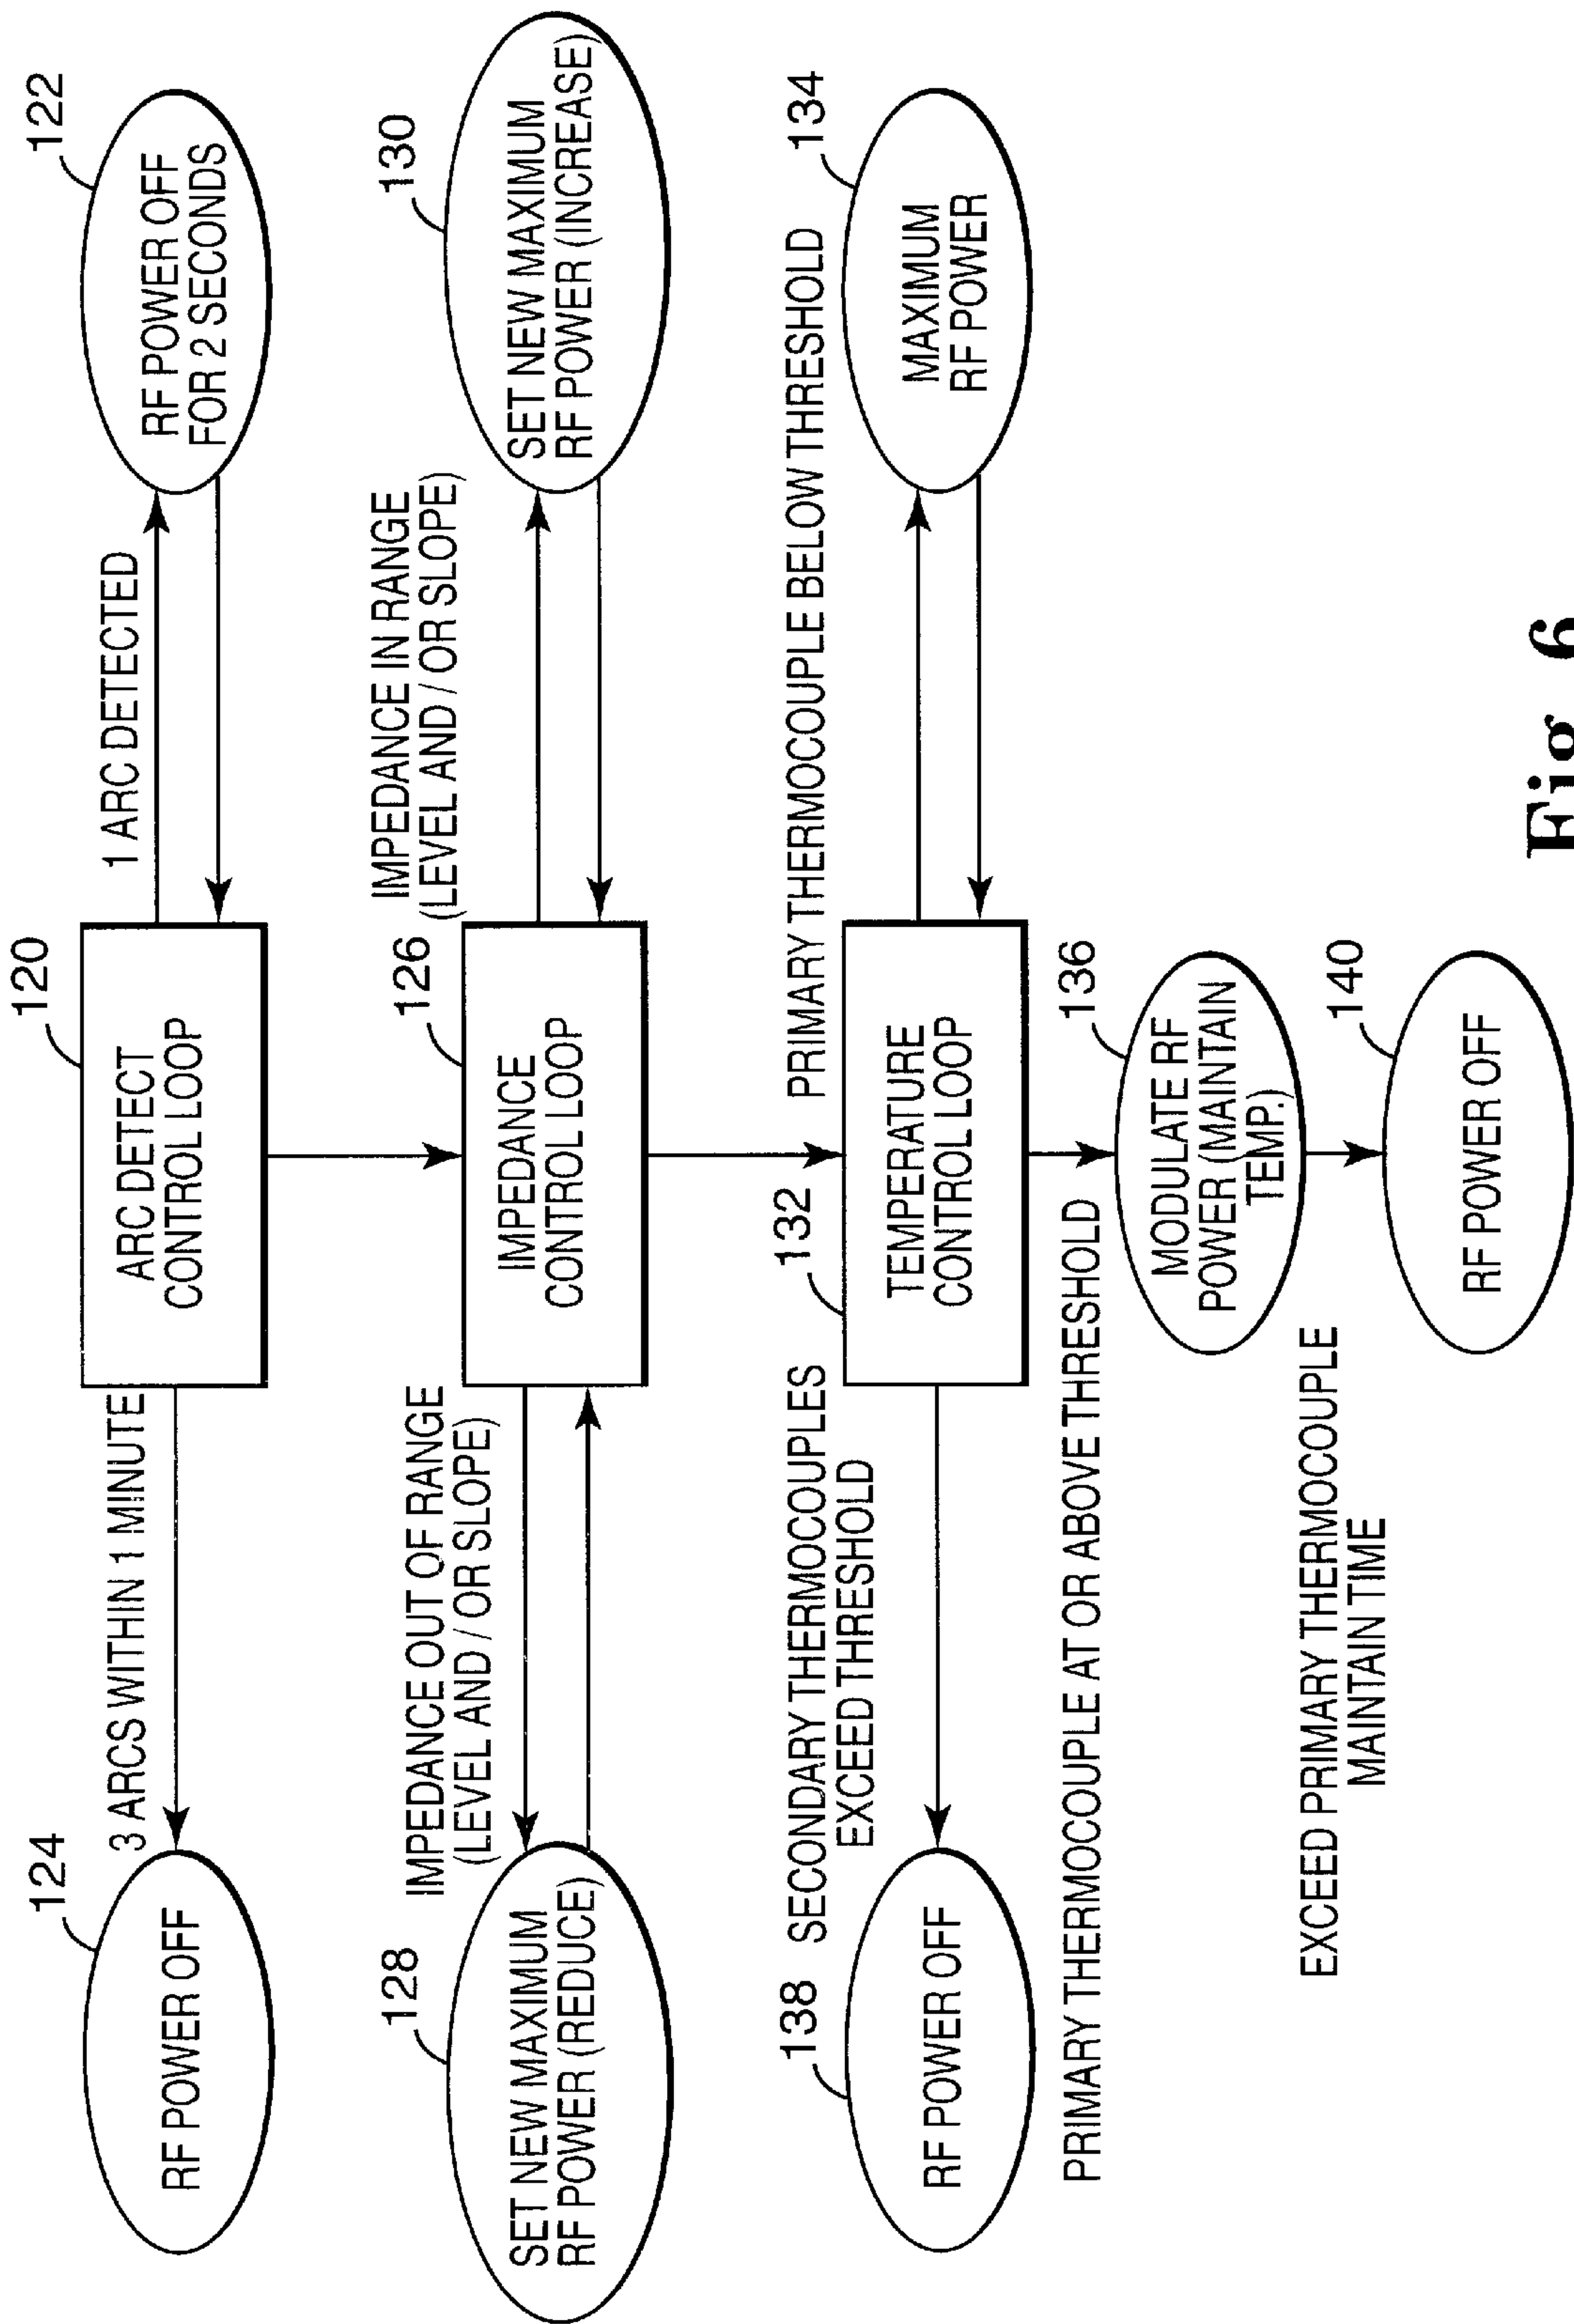 124
3 ARCS WITHIN 1 MINUTE
120
1 ARC DETECTED
122
RF POWER OFF
ARC DETECT
CONTROL LOOP
RF POWER OFF
FOR 2 SECONDS
128
IMPEDANCE OUT OF RANGE
(LEVEL AND / OR SLOPE)
126
IMPEDANCE IN RANGE
(LEVEL AND / OR SLOPE)
130
SET NEW MAXIMUM
RF POWER (REDUCE)
IMPEDANCE
CONTROL LOOP
SET NEW MAXIMUM
RF POWER (INCREASE)
138
SECONDARY THERMOCOUPLES
EXCEED THRESHOLD
132
PRIMARY THERMOCOUPLE BELOW THRESHOLD
134
RF POWER OFF
TEMPERATURE
CONTROL LOOP
MAXIMUM
RF POWER
PRIMARY THERMOCOUPLE AT OR ABOVE THRESHOLD
136
MODULATE RF
POWER (MAINTAIN
TEMP.)
EXCEED PRIMARY THERMOCOUPLE
MAINTAIN TIME
140
RF POWER OFF
Fig. 6